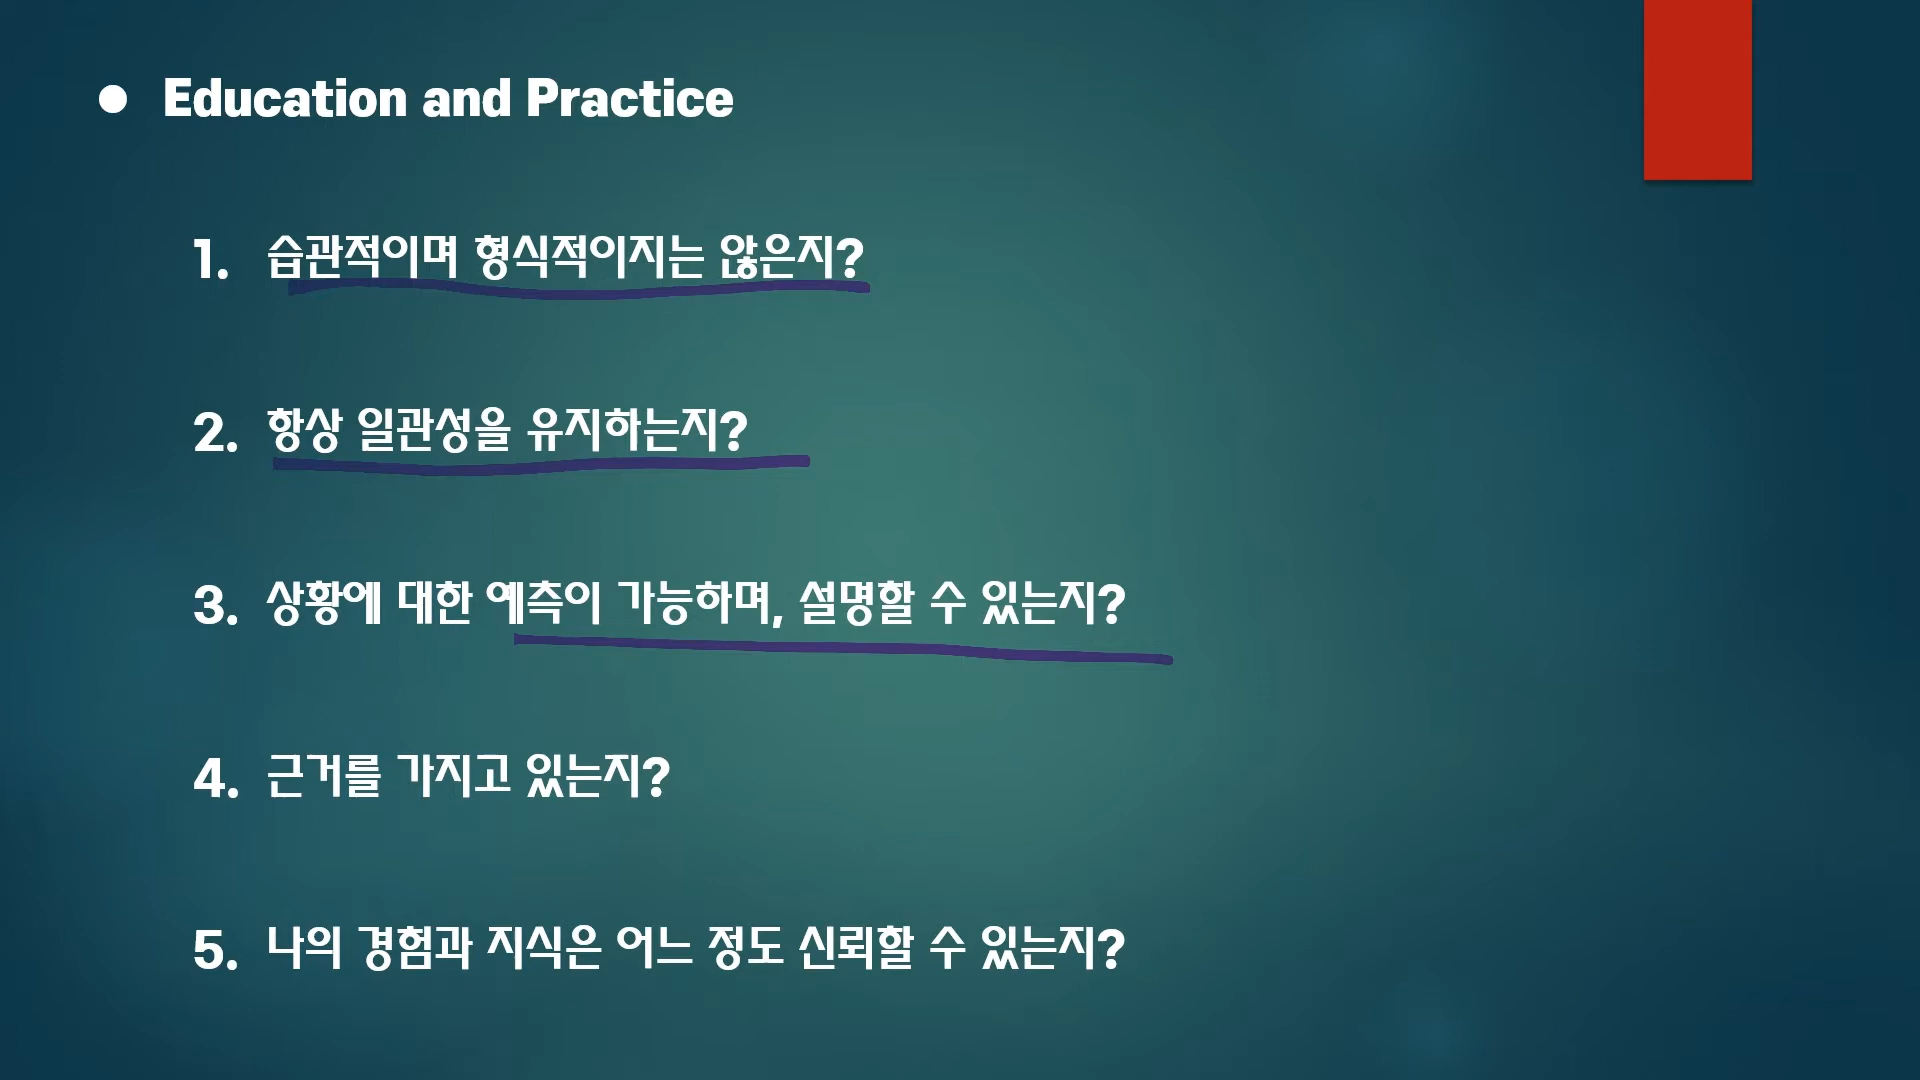 ● Education and Practice
1. 습관적이며 형식적이지는 않은지?
2. 항상 일관성을 유지하는지?
3. 상황에 대한 예측이 가능하며, 설명할 수 있는지?
4. 근거를 가지고 있는지?
5. 나의 경험과 지식은 어느 정도 신뢰할 수 있는지?